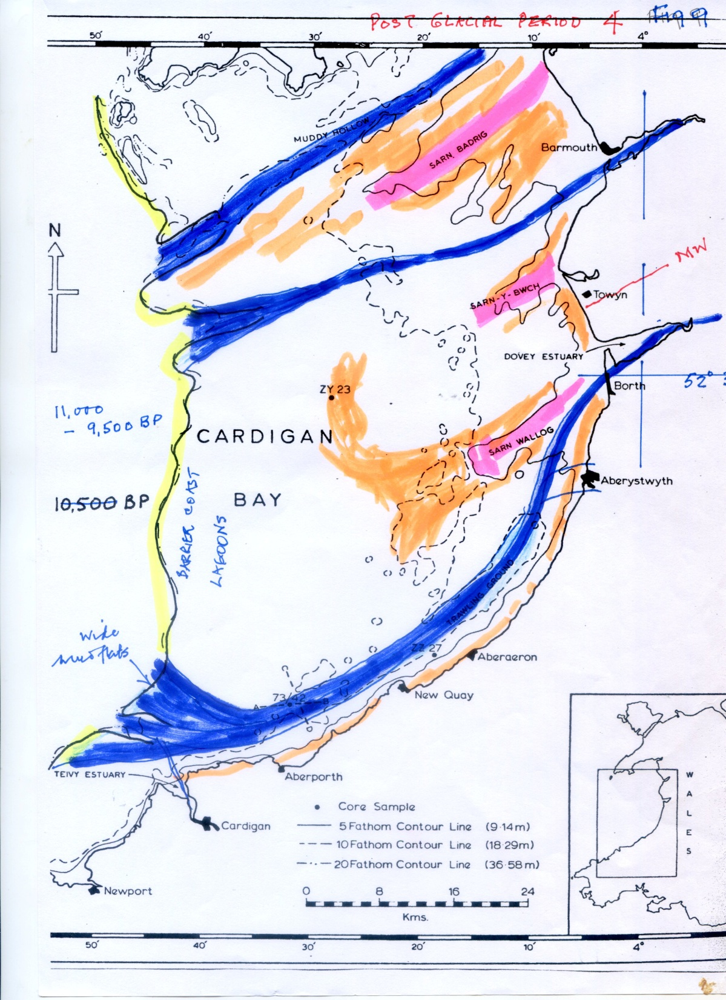 POST GLACIAL PERIOD 4 Fig 9
50′ 40′ 30′ 20′ 10′ 4°
MUDDY HOLLOW
SARN BADRIG
Barmouth
N
MW
SARN-Y-BWCH
Towyn
DOVEY ESTUARY
ZY 23
Borth
52°
11,000
– 9,500 BP
CARDIGAN
SARN WALLOG
BARRIER COAST
LAGOONS
Aberystwyth
10,500 BP
BAY
TRAWLING GROUND
wide
mudflats
ZZ 27
Aberaeron
New Quay
73/42
A B
TEIVY ESTUARY
Aberporth
Cardigan
Newport
Core Sample
5 Fathom Contour Line (9·14m)
10 Fathom Contour Line (18·29m)
20 Fathom Contour Line (36·58m)
0 8 16 24
Kms.
WALES
50′ 40′ 30′ 20′ 10′ 4°